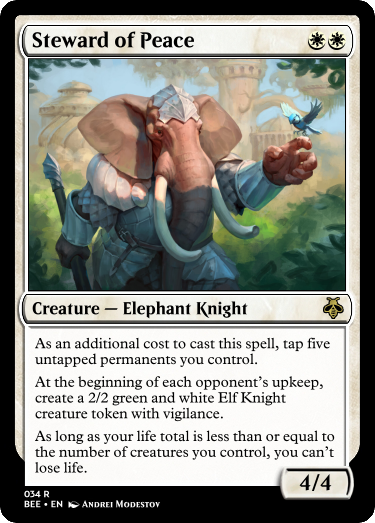 Steward of Peace
Creature — Elephant Knight
As an additional cost to cast this spell, tap five
untapped permanents you control.
At the beginning of each opponent's upkeep,
create a 2/2 green and white Elf Knight
creature token with vigilance.
As long as your life total is less than or equal to
the number of creatures you control, you can't
lose life.
4/4
034 R
BEE • EN Andrei Modestov